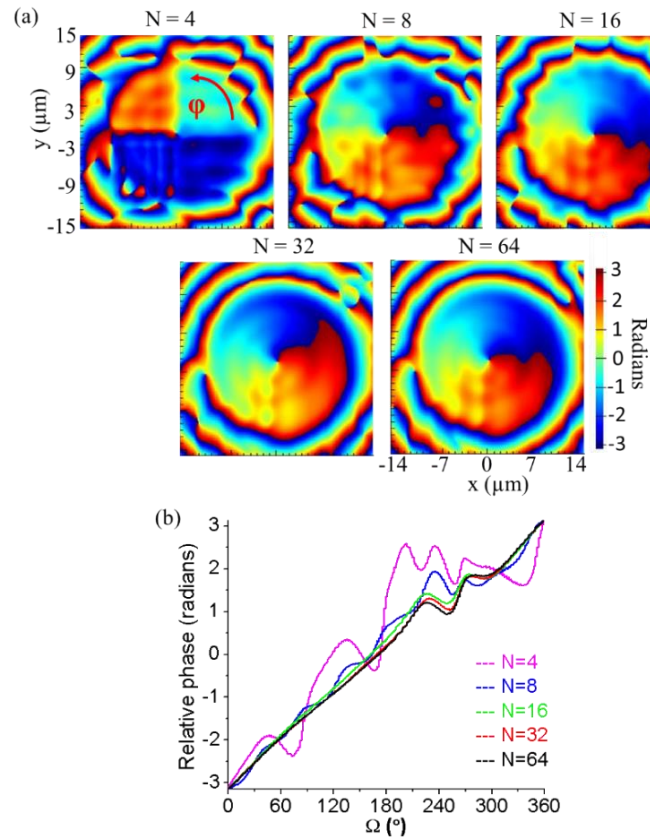 (a)
N = 4
N = 8
N = 16
15
9
3
-3
-9
-15
y (μm)
φ
N = 32
N = 64
3
2
1
0
-1
-2
-3
Radians
-14 -7 0 7 14
x (μm)
(b)
3
2
1
0
-1
-2
-3
Relative phase (radians)
N=4
N=8
N=16
N=32
N=64
0 60 120 180 240 300 360
Ω (°)